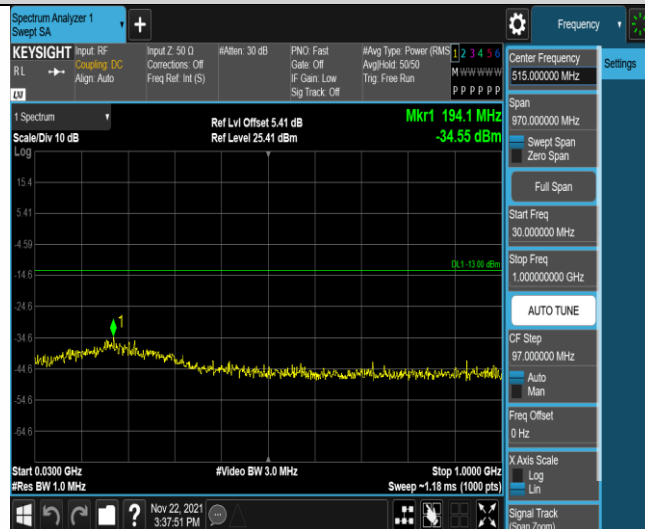 Spectrum Analyzer 1
Swept SA
+
Frequency
KEYSIGHT
RL
LXI
Input: RF
Coupling: DC
Align: Auto
Input Z: 50 Ω
Corrections: Off
Freq Ref: Int (S)
#Atten: 30 dB
PNO: Fast
Gate: Off
IF Gain: Low
Sig Track: Off
#Avg Type: Power (RMS
Avg|Hold: 50/50
Trig: Free Run
1 2 3 4 5 6
M W W W W W
P P P P P P
Center Frequency
515.000000 MHz
Settings
Span
970.000000 MHz
Swept Span
Zero Span
Full Span
Start Freq
30.000000 MHz
Stop Freq
1.000000000 GHz
AUTO TUNE
CF Step
97.000000 MHz
Auto
Man
Freq Offset
0 Hz
X Axis Scale
Log
Lin
Signal Track
(Span Zoom)
1 Spectrum
Scale/Div 10 dB
Log
Ref Lvl Offset 5.41 dB
Ref Level 25.41 dBm
Mkr1 194.1 MHz
-34.55 dBm
15.4
5.41
-4.59
DL1 -13.00 dBm
-14.6
-24.6
1
-34.6
-44.6
-54.6
-64.6
Start 0.0300 GHz
#Video BW 3.0 MHz
Stop 1.0000 GHz
#Res BW 1.0 MHz
Sweep ~1.18 ms (1000 pts)
?
Nov 22, 2021
3:37:51 PM